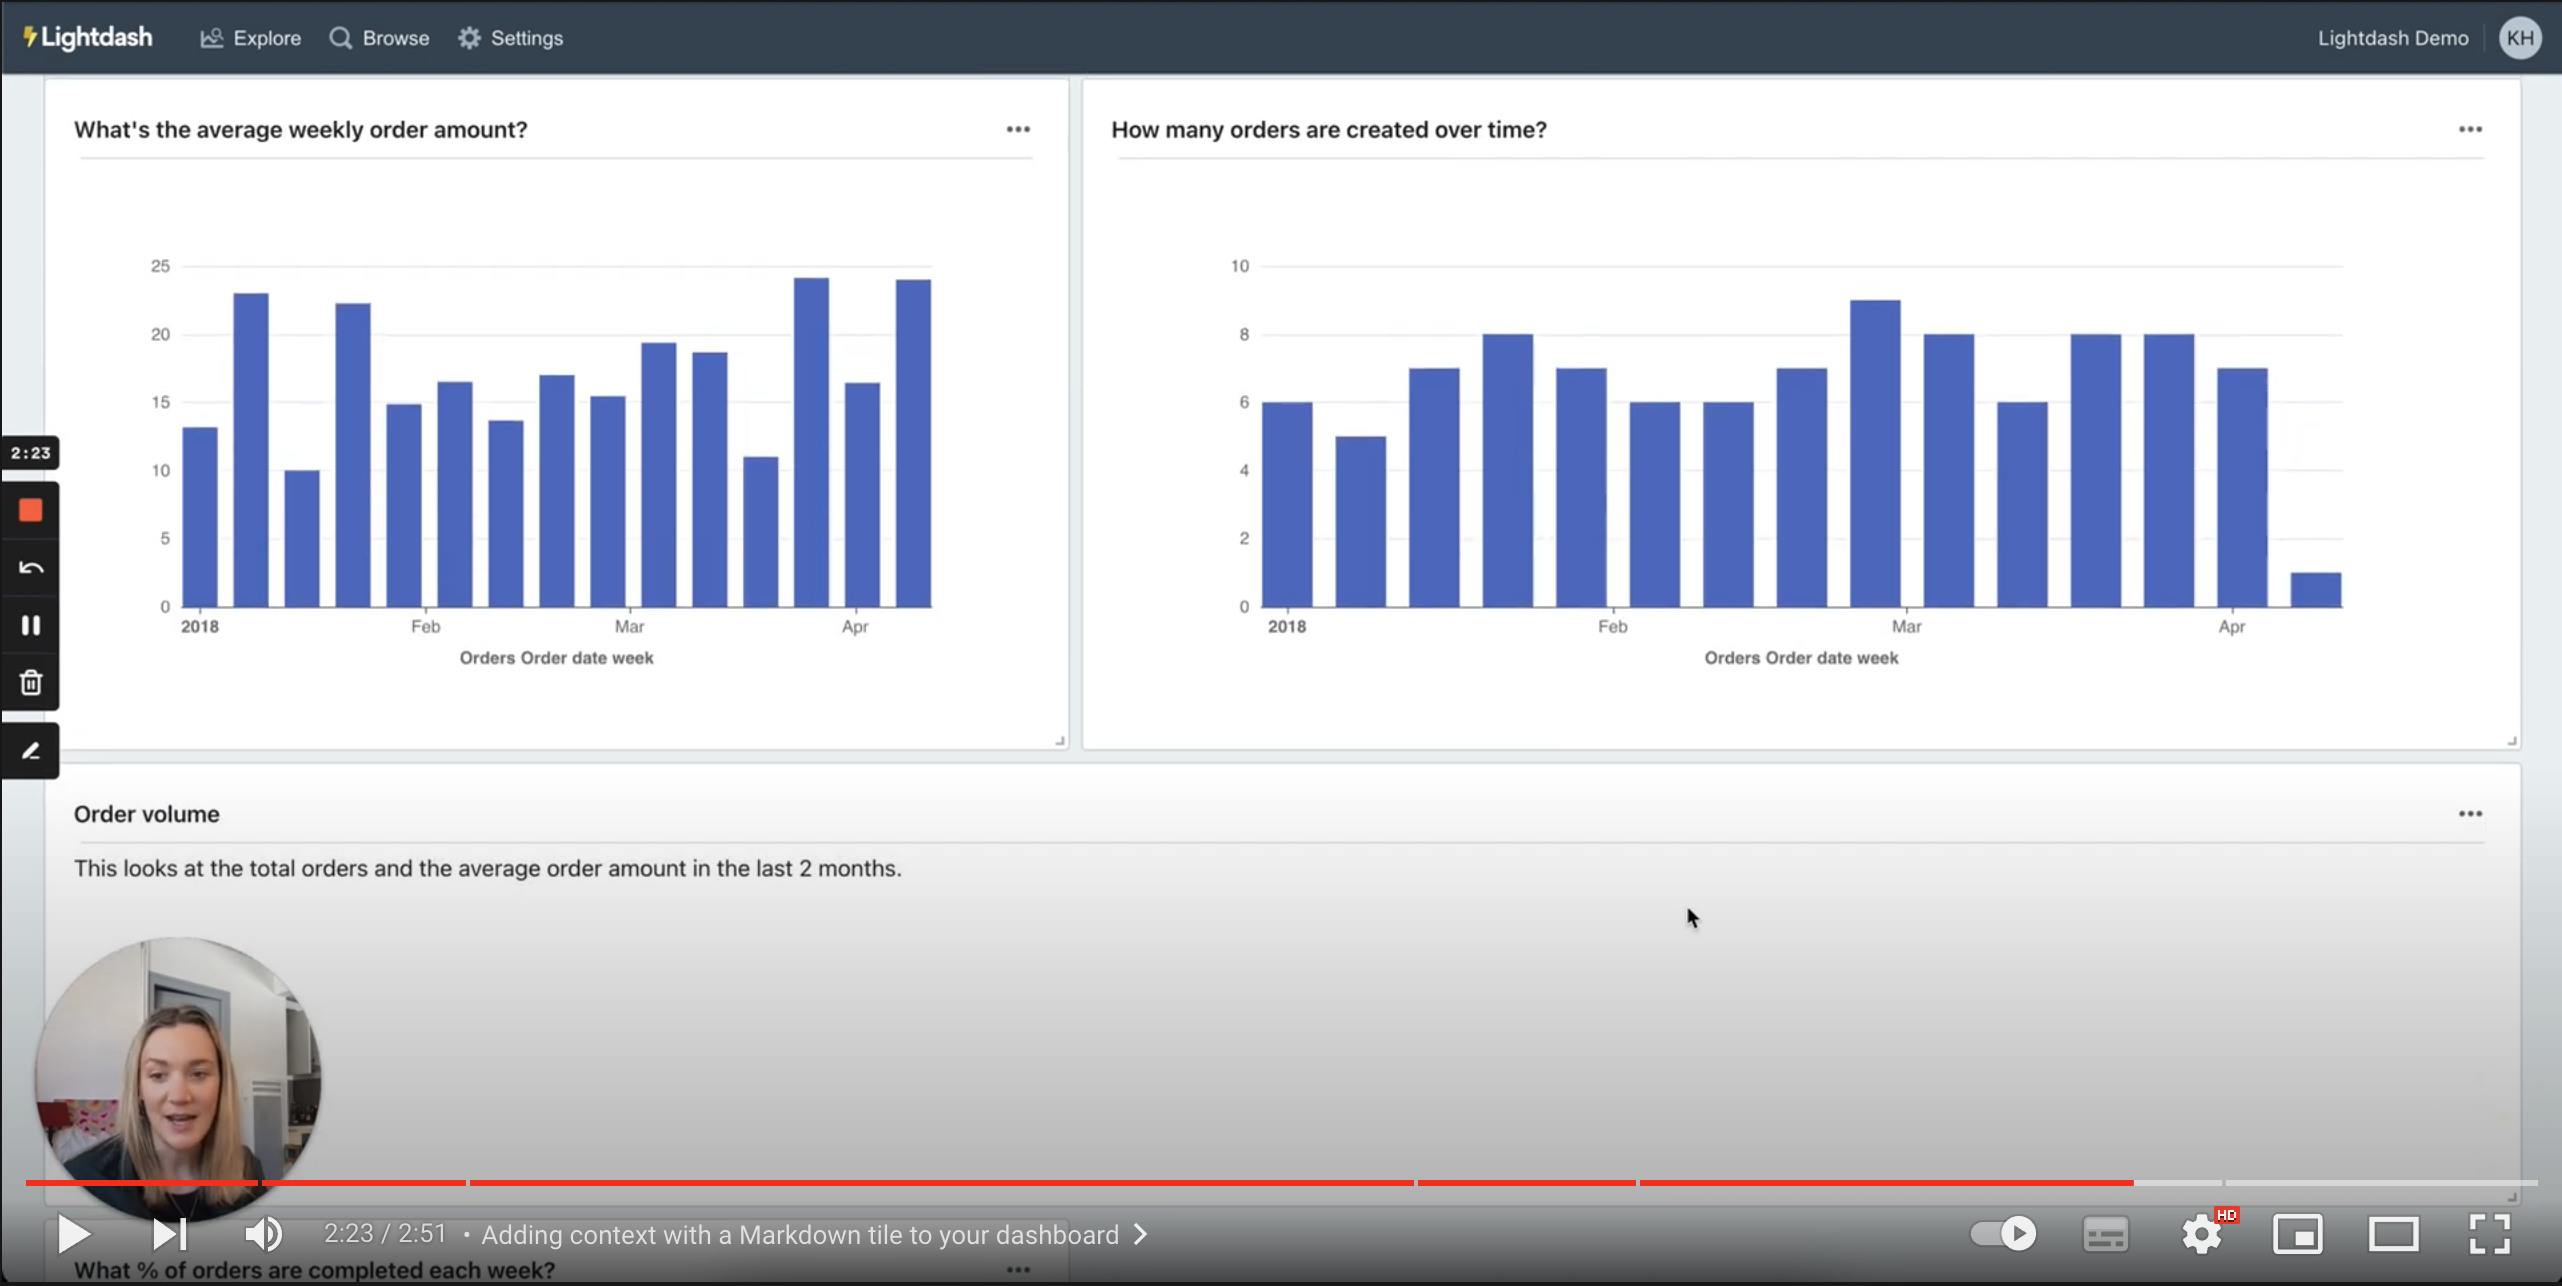 Lightdash
Explore
Browse
Settings
Lightdash Demo
KH
What's the average weekly order amount?
25
20
15
10
5
0
2018
Feb
Mar
Apr
Orders Order date week
How many orders are created over time?
10
8
6
4
2
0
2018
Feb
Mar
Apr
Orders Order date week
2:23
Order volume
This looks at the total orders and the average order amount in the last 2 months.
2:23 / 2:51 • Adding context with a Markdown tile to your dashboard
HD
What % of orders are completed each week?